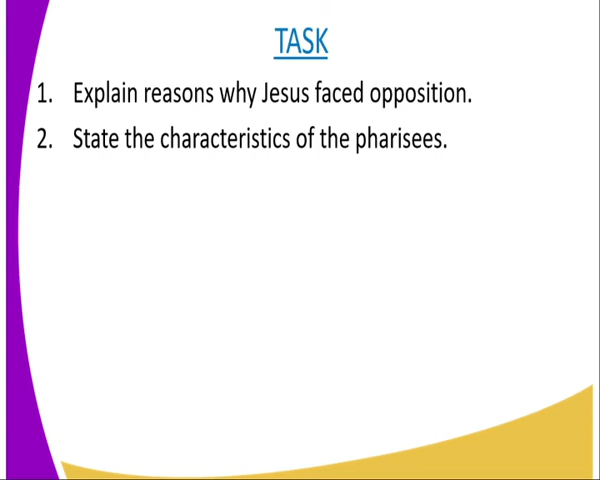 TASK
1. Explain reasons why Jesus faced opposition.
2. State the characteristics of the pharisees.